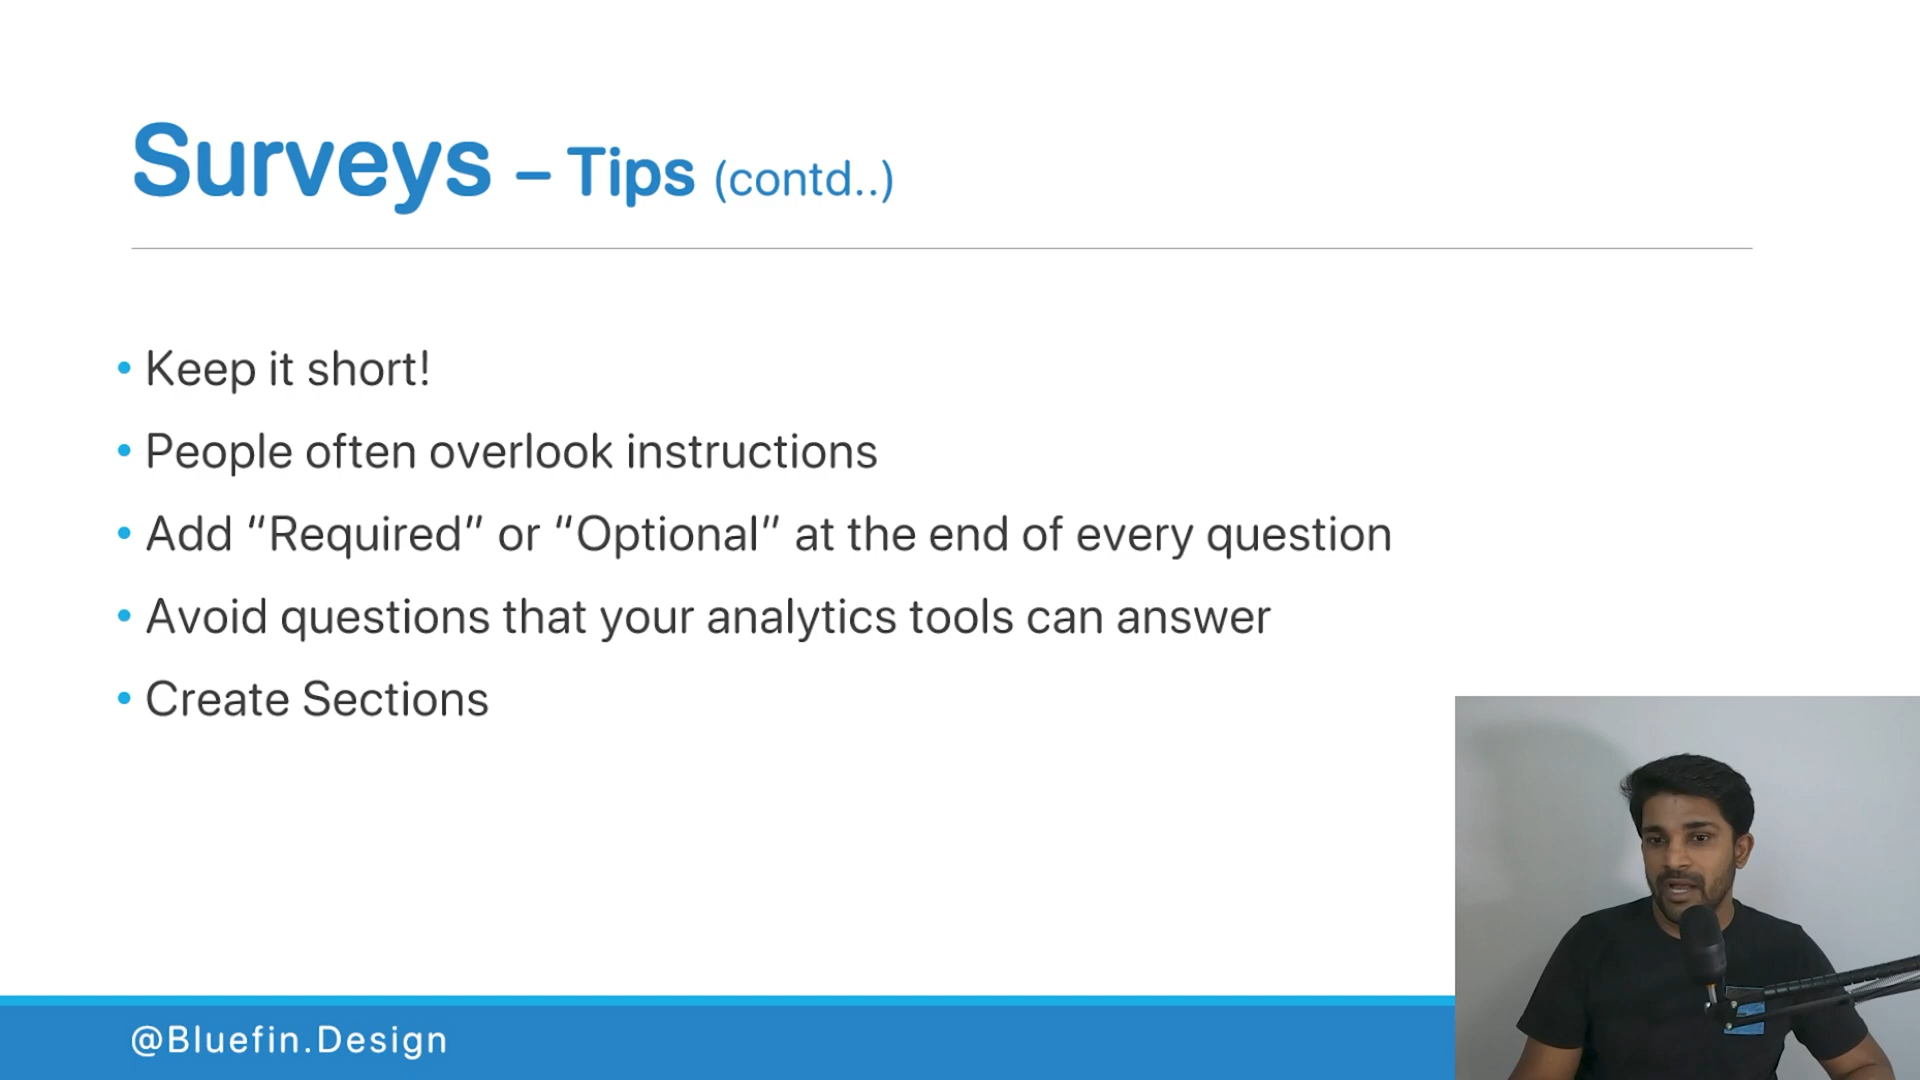 Surveys – Tips (contd..)
• Keep it short!
• People often overlook instructions
• Add “Required” or “Optional” at the end of every question
• Avoid questions that your analytics tools can answer
• Create Sections
@Bluefin.Design